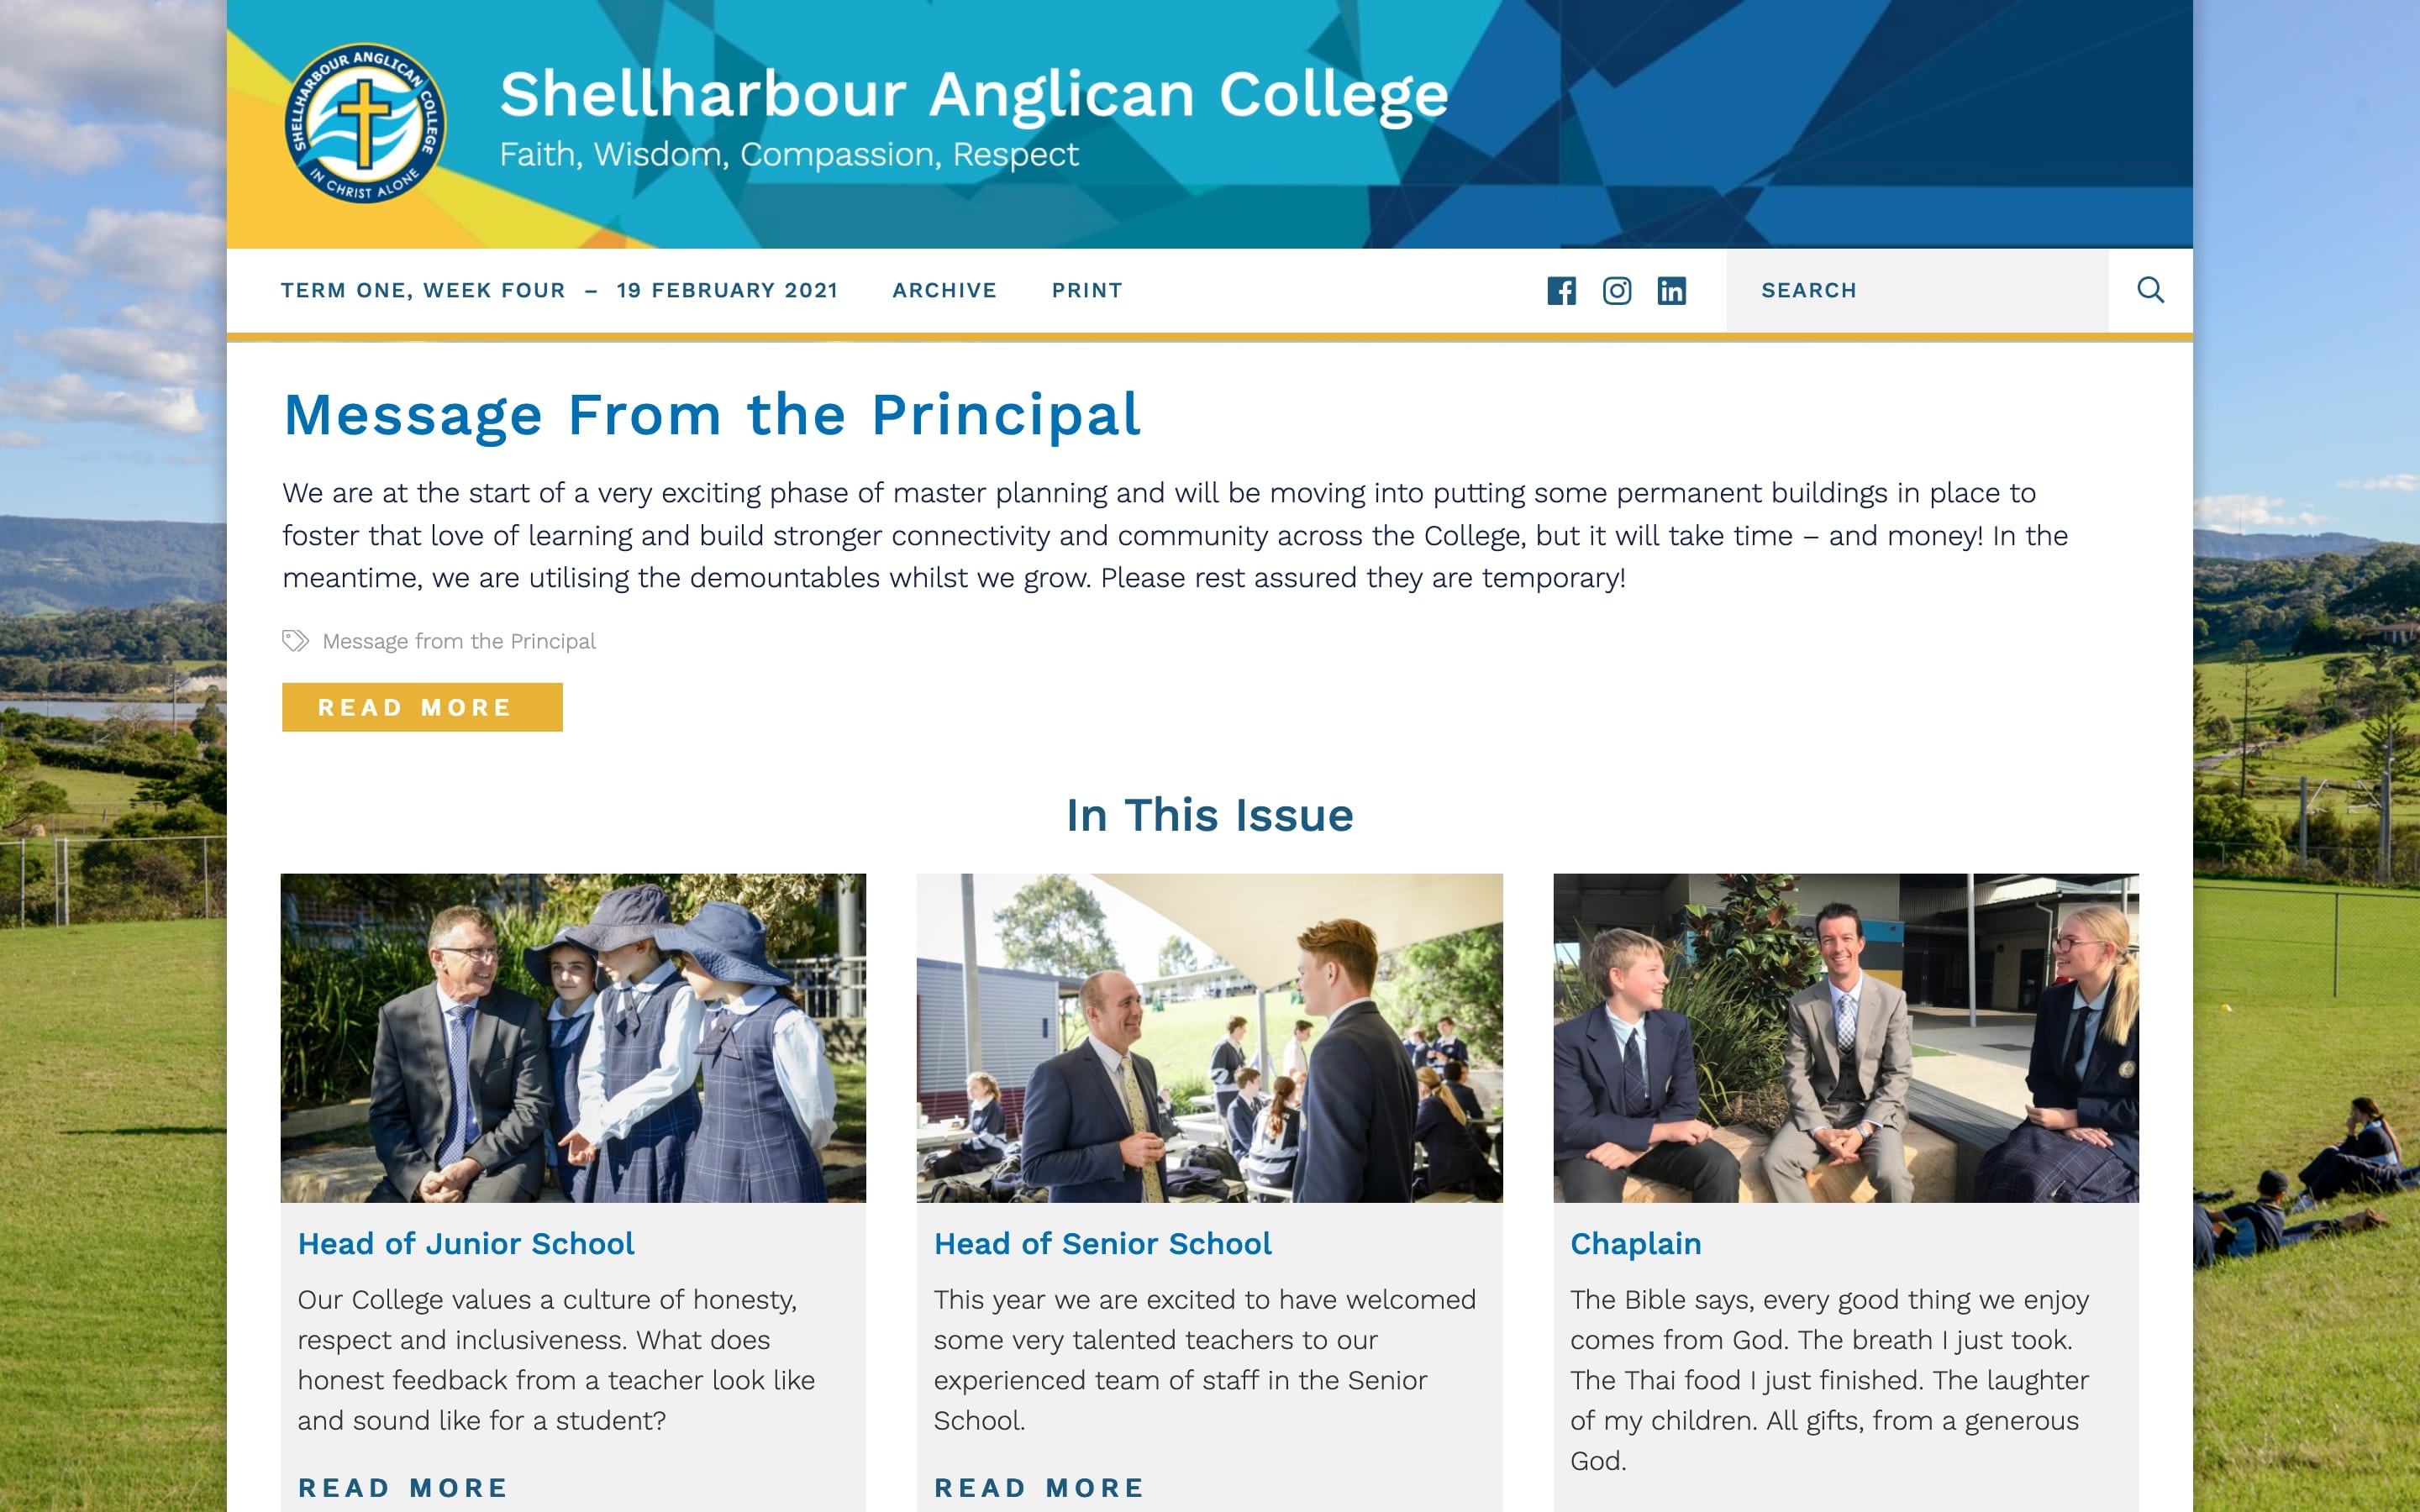 SHELLHARBOUR ANGLICAN COLLEGE
IN CHRIST ALONE
Shellharbour Anglican College
Faith, Wisdom, Compassion, Respect
TERM ONE, WEEK FOUR – 19 FEBRUARY 2021 ARCHIVE PRINT SEARCH
Message From the Principal
We are at the start of a very exciting phase of master planning and will be moving into putting some permanent buildings in place to
foster that love of learning and build stronger connectivity and community across the College, but it will take time – and money! In the
meantime, we are utilising the demountables whilst we grow. Please rest assured they are temporary!
Message from the Principal
READ MORE
In This Issue
Head of Junior School
Our College values a culture of honesty,
respect and inclusiveness. What does
honest feedback from a teacher look like
and sound like for a student?
READ MORE
Head of Senior School
This year we are excited to have welcomed
some very talented teachers to our
experienced team of staff in the Senior
School.
READ MORE
Chaplain
The Bible says, every good thing we enjoy
comes from God. The breath I just took.
The Thai food I just finished. The laughter
of my children. All gifts, from a generous
God.